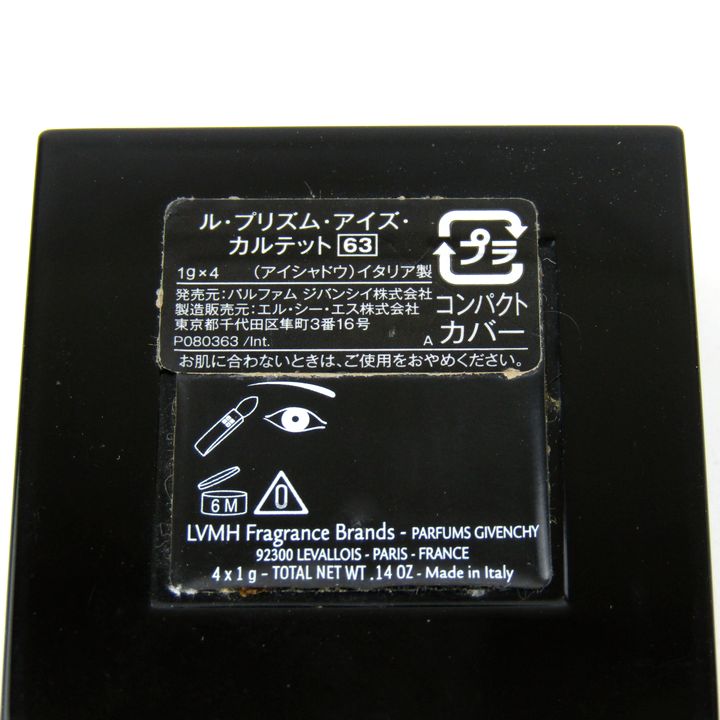 ル・プリズム・アイズ・
カルテット 63
1g×4 (アイシャドウ)イタリア製
発売元:パルファム ジバンシイ株式会社
製造販売元:エル・シー・エス株式会社
東京都千代田区隼町3番16号
P080363 /Int. A
プラ
コンパクト
カバー
お肌に合わないときは、ご使用をおやめください。
6 M
0
LVMH Fragrance Brands - PARFUMS GIVENCHY
92300 LEVALLOIS - PARIS - FRANCE
4 x 1 g – TOTAL NET WT .14 OZ - Made in Italy